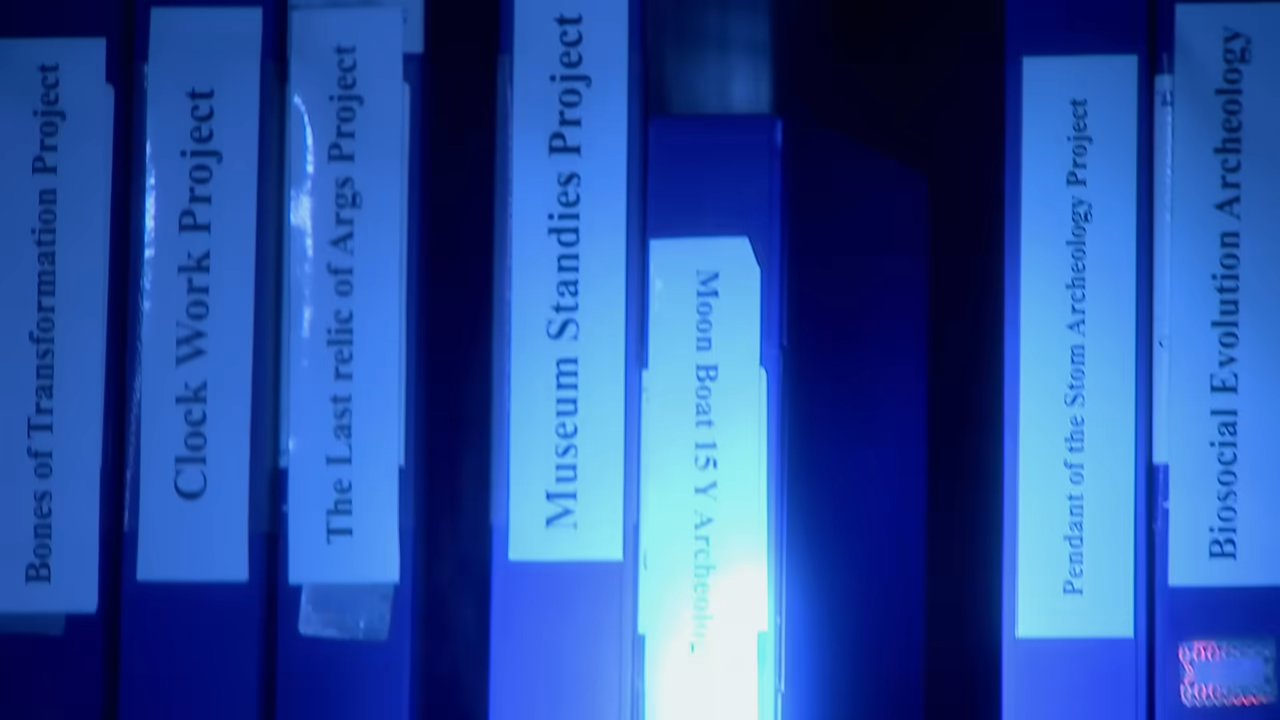 Bones of Transformation Project
Clock Work Project
The Last relic of Args Project
Museum Standies Project
Moon Boat 15 Y
Pendant of the Stom Archeology Project
Biosocial Evolution Archeology